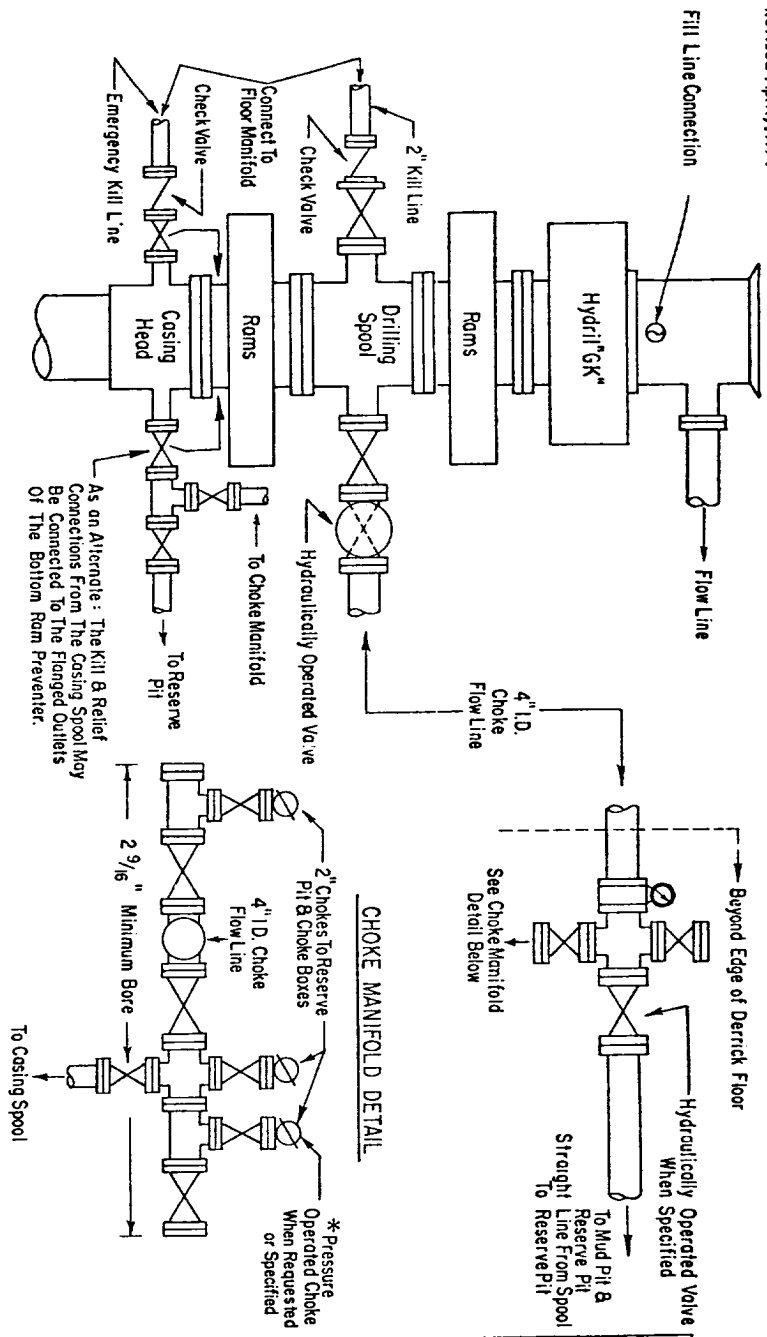 Fill Line Connection
Flow Line
Hydril "GK"
Rams
2" Kill Line
Check Valve
Drilling
Spool
Hydraulically Operated Valve
Connect To
Floor Manifold
Rams
Check Valve
Emergency Kill Line
Casing
Head
To Choke Manifold
To Reserve
Pit
As an Alternate: The Kill & Relief
Connections From The Casing Spool May
Be Connected To The Flanged Outlets
Of The Bottom Ram Preventer.
4" I.D.
Choke
Flow Line
Beyond Edge of Derrick Floor
Hydraulically Operated Valve
When Specified
To Mud Pit &
Reserve Pit
Straight Line From Spool
To Reserve Pit
See Choke Manifold
Detail Below
CHOKE MANIFOLD DETAIL
2" Chokes To Reserve
Pit & Choke Boxes
4" I.D. Choke
Flow Line
*Pressure
Operated Choke
When Requested
or Specified
2 9/16" Minimum Bore
To Casing Spool